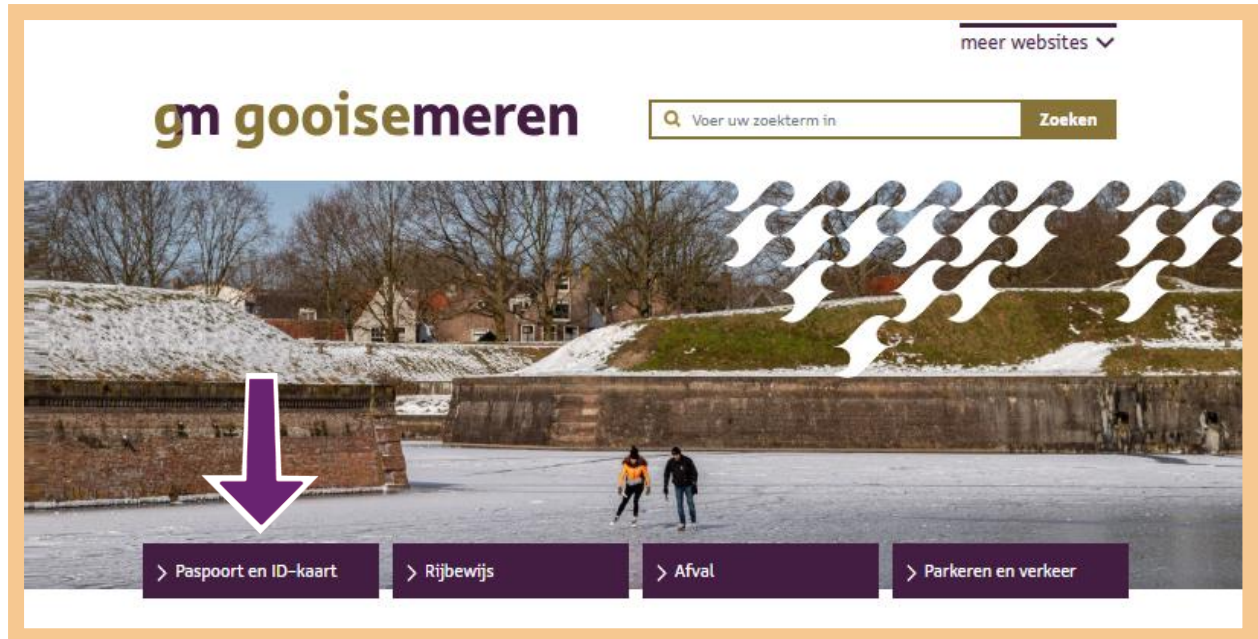 meer websites
gm gooisemeren
Voer uw zoekterm in
Zoeken
Paspoort en ID-kaart
Rijbewijs
Afval
Parkeren en verkeer